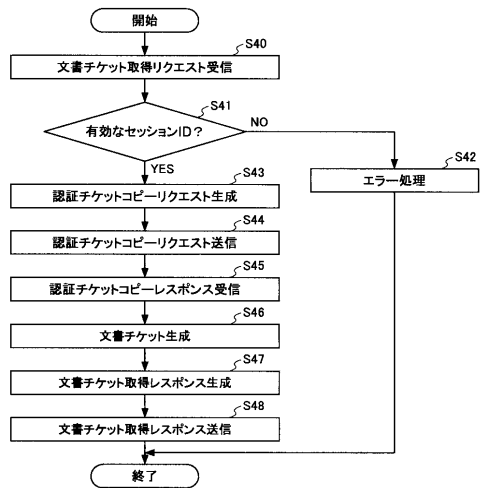 開始
S40
文書チケット取得リクエスト受信
S41
有効なセッションID?
NO
YES
S42
エラー処理
S43
認証チケットコピーリクエスト生成
S44
認証チケットコピーリクエスト送信
S45
認証チケットコピーレスポンス受信
S46
文書チケット生成
S47
文書チケット取得レスポンス生成
S48
文書チケット取得レスポンス送信
終了